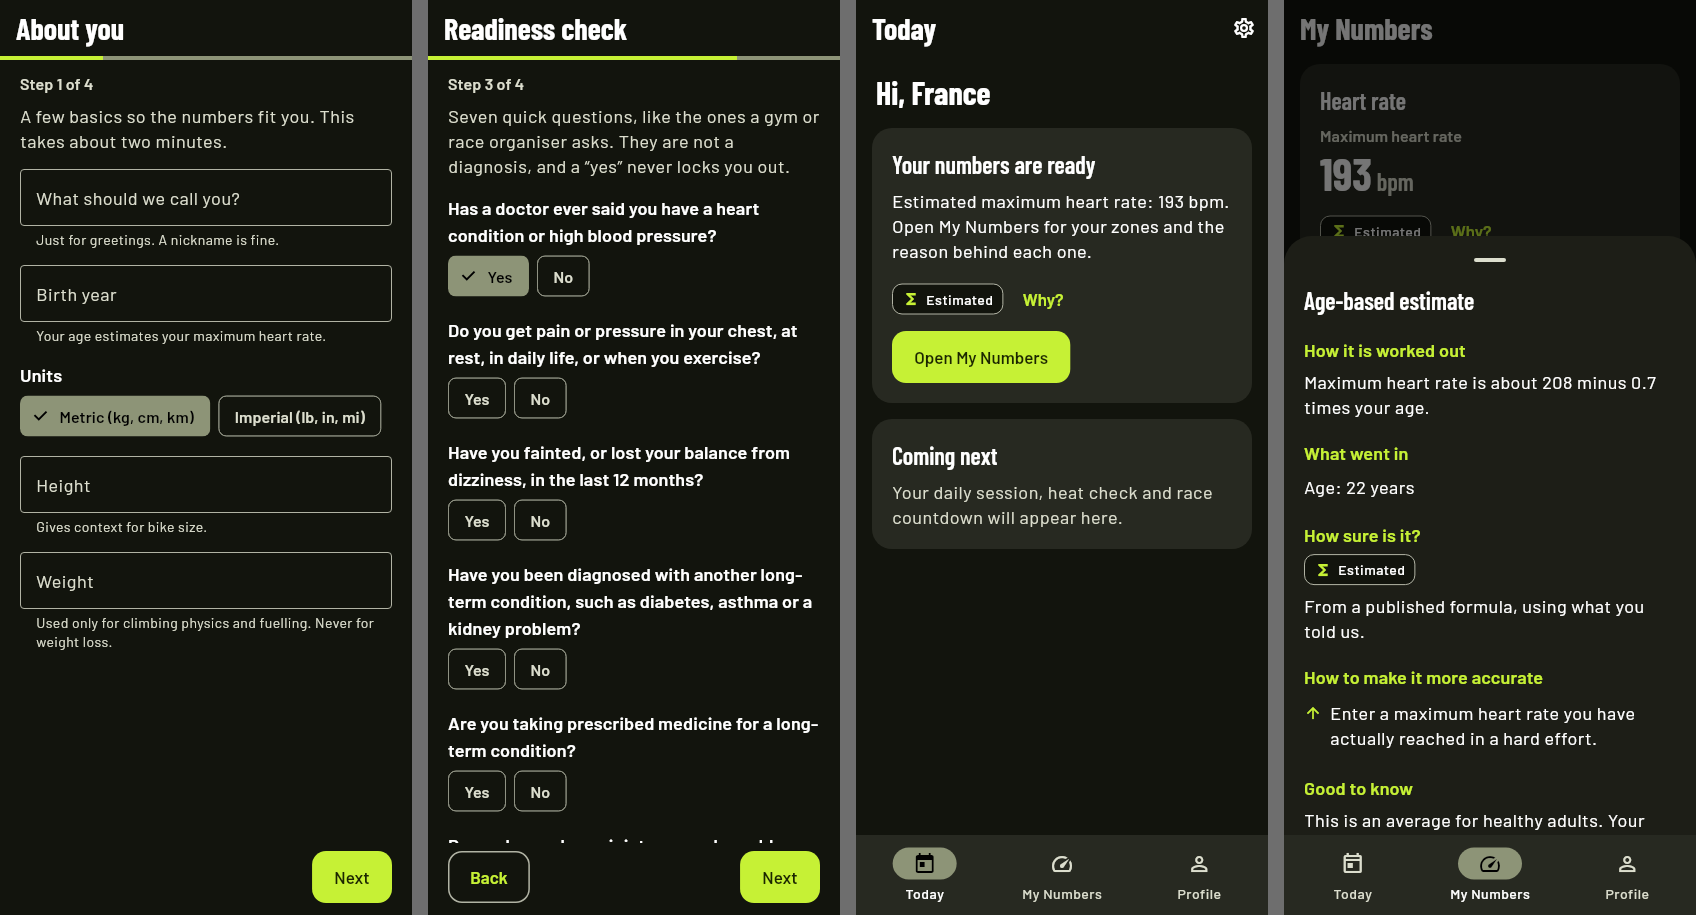 About you
Step 1 of 4
A few basics so the numbers fit you. This
takes about two minutes.
What should we call you?
Just for greetings. A nickname is fine.
Birth year
Your age estimates your maximum heart rate.
Units
Metric (kg, cm, km)
Imperial (lb, in, mi)
Height
Gives context for bike size.
Weight
Used only for climbing physics and fuelling. Never for
weight loss.
Next
Readiness check
Step 3 of 4
Seven quick questions, like the ones a gym or
race organiser asks. They are not a
diagnosis, and a “yes” never locks you out.
Has a doctor ever said you have a heart
condition or high blood pressure?
Yes
No
Do you get pain or pressure in your chest, at
rest, in daily life, or when you exercise?
Yes
No
Have you fainted, or lost your balance from
dizziness, in the last 12 months?
Yes
No
Have you been diagnosed with another long-
term condition, such as diabetes, asthma or a
kidney problem?
Yes
No
Are you taking prescribed medicine for a long-
term condition?
Yes
No
Back
Next
Today
Hi, France
Your numbers are ready
Estimated maximum heart rate: 193 bpm.
Open My Numbers for your zones and the
reason behind each one.
Estimated
Why?
Open My Numbers
Coming next
Your daily session, heat check and race
countdown will appear here.
Today
My Numbers
Profile
My Numbers
Heart rate
Maximum heart rate
193 bpm
Estimated
Why?
Age-based estimate
How it is worked out
Maximum heart rate is about 208 minus 0.7
times your age.
What went in
Age: 22 years
How sure is it?
Estimated
From a published formula, using what you
told us.
How to make it more accurate
Enter a maximum heart rate you have
actually reached in a hard effort.
Good to know
This is an average for healthy adults. Your
Today
My Numbers
Profile